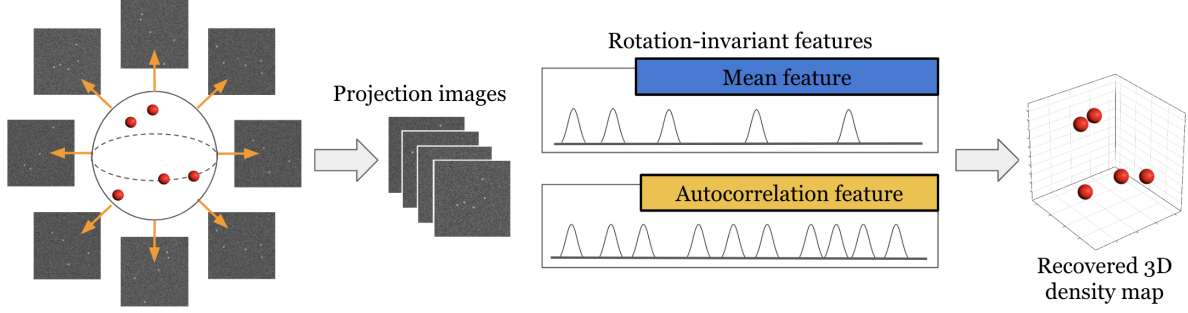 Projection images
Rotation-invariant features
Mean feature
Autocorrelation feature
Recovered 3D
density map